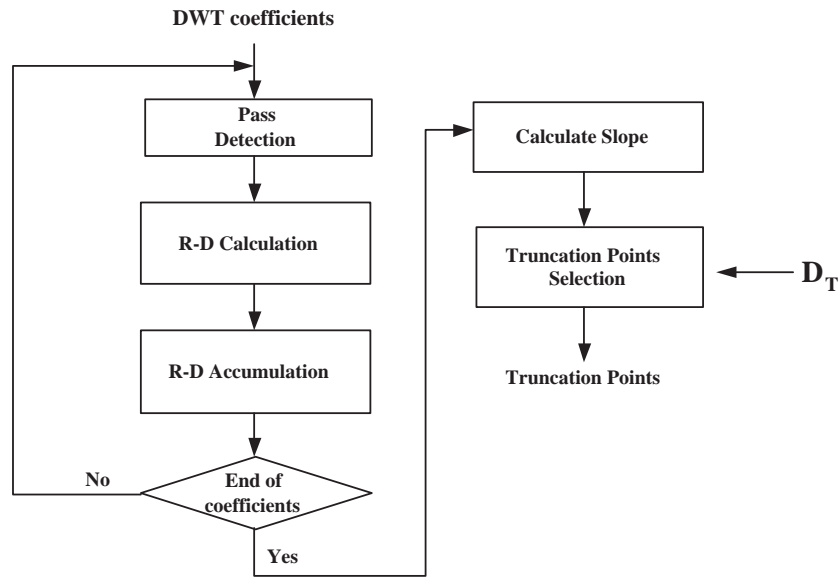 DWT coefficients
Pass
Detection
R-D Calculation
R-D Accumulation
End of
coefficients
No
Yes
Calculate Slope
Truncation Points
Selection
D_T
Truncation Points